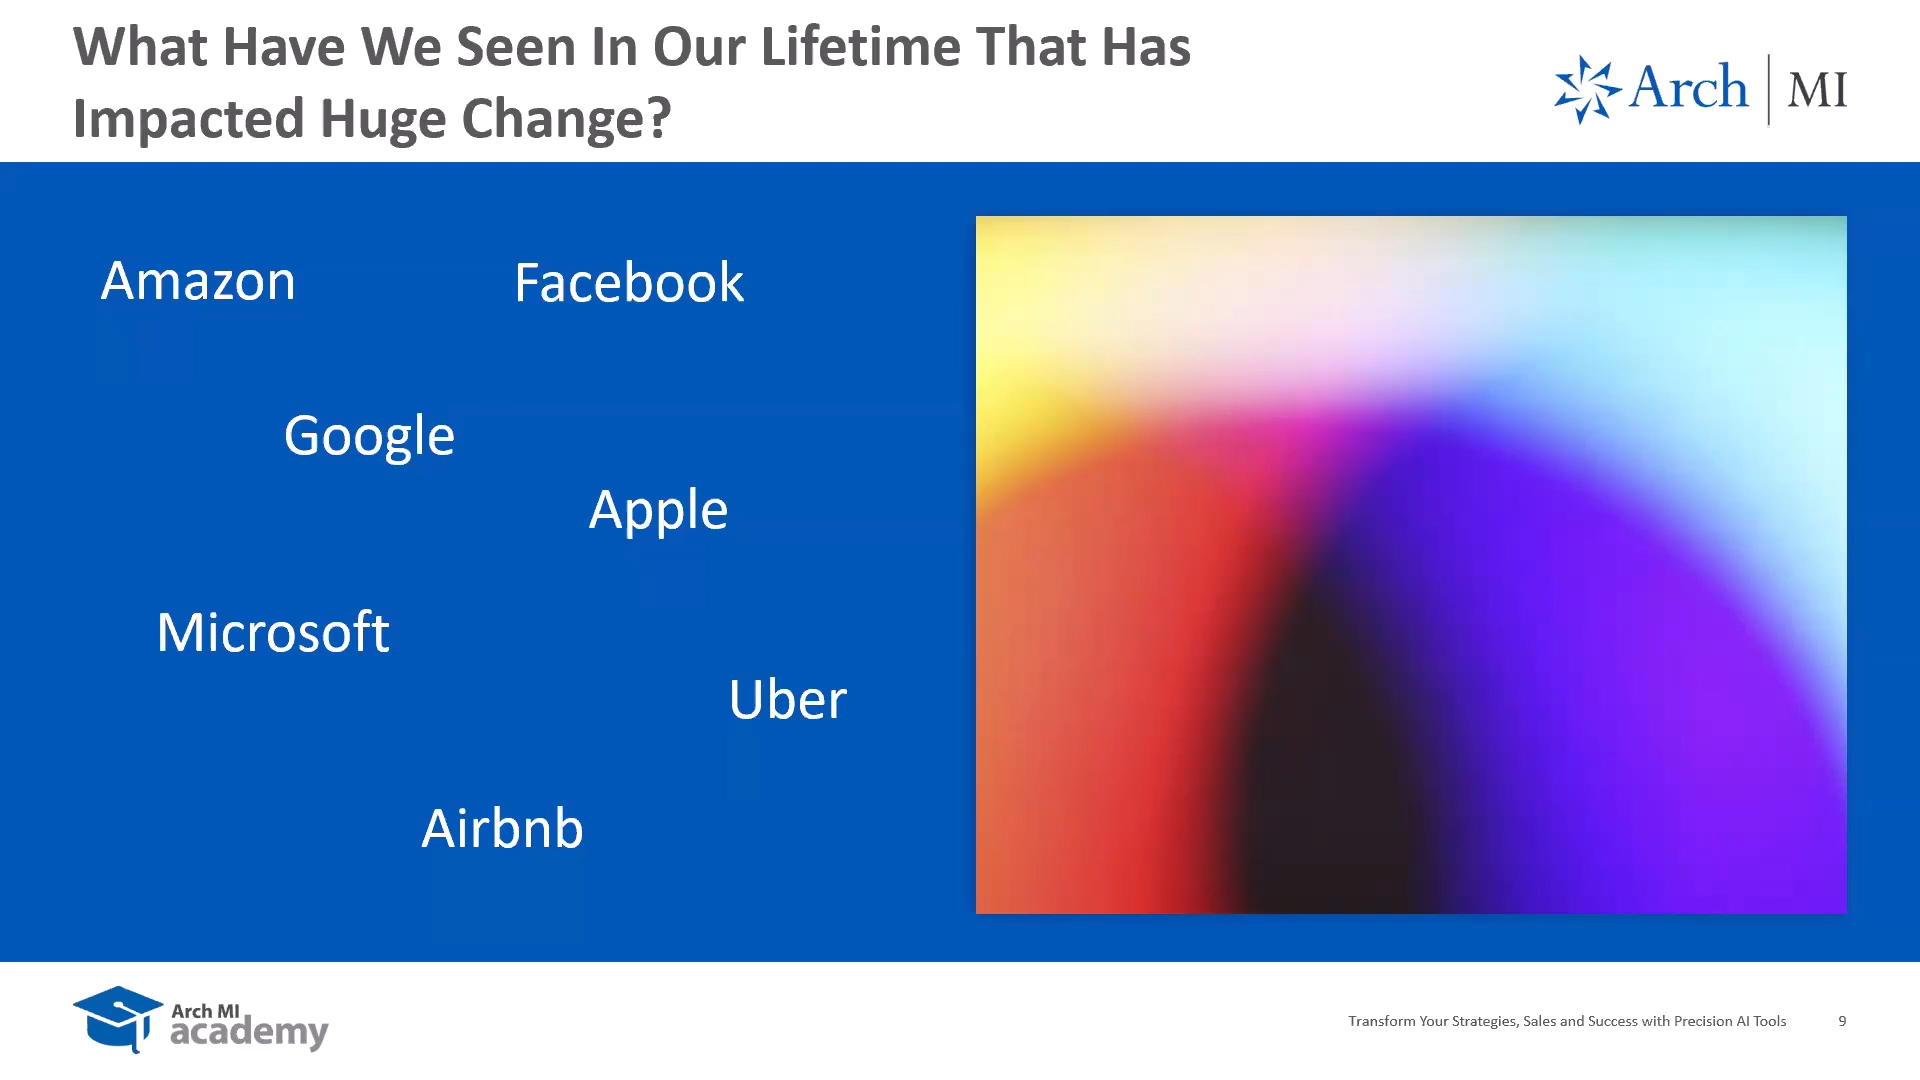 What Have We Seen In Our Lifetime That Has
Impacted Huge Change?
Arch | MI
Amazon
Facebook
Google
Apple
Microsoft
Uber
Airbnb
Arch MI
academy
Transform Your Strategies, Sales and Success with Precision AI Tools
9